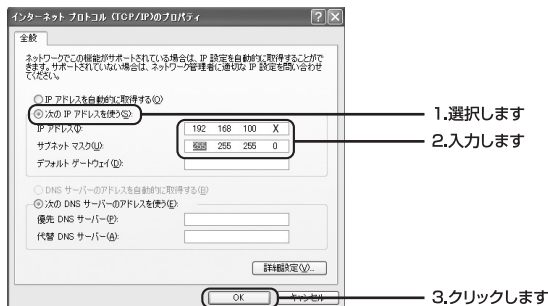 インターネット プロトコル (TCP/IP)のプロパティ
全般
ネットワークでこの機能がサポートされている場合は、IP 設定を自動的に取得することがで
きます。サポートされていない場合は、ネットワーク管理者に適切な IP 設定を問い合わせ
てください。
IP アドレスを自動的に取得する(O)
次の IP アドレスを使う(S):
1.選択します
IP アドレス(I): 192 168 100 X
2.入力します
サブネット マスク(U): 255 255 255 0
デフォルト ゲートウェイ(D):
DNS サーバーのアドレスを自動的に取得する(B)
次の DNS サーバーのアドレスを使う(E):
優先 DNS サーバー(P):
代替 DNS サーバー(A):
詳細設定(V)...
OK キャンセル
3.クリックします